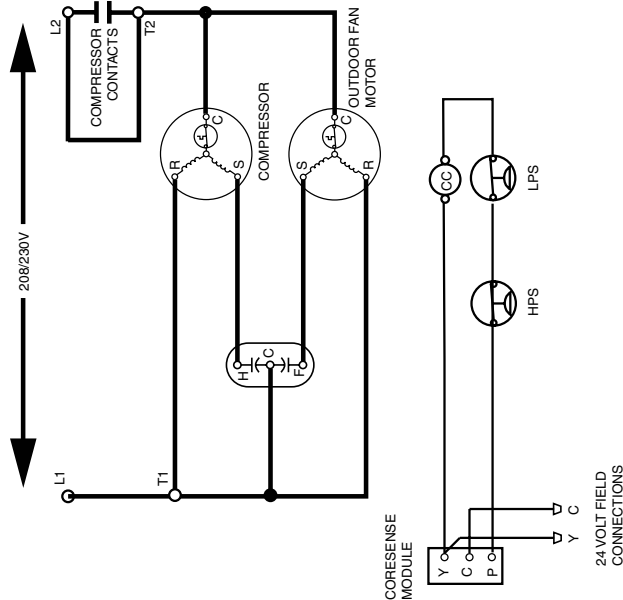 208/230V
L1
L2
COMPRESSOR
CONTACTS
T1
T2
R
S
C
COMPRESSOR
H
C
F
S
R
C
OUTDOOR FAN
MOTOR
CORESENSE
MODULE
Y
C
P
CC
HPS
LPS
Y
C
24 VOLT FIELD
CONNECTIONS